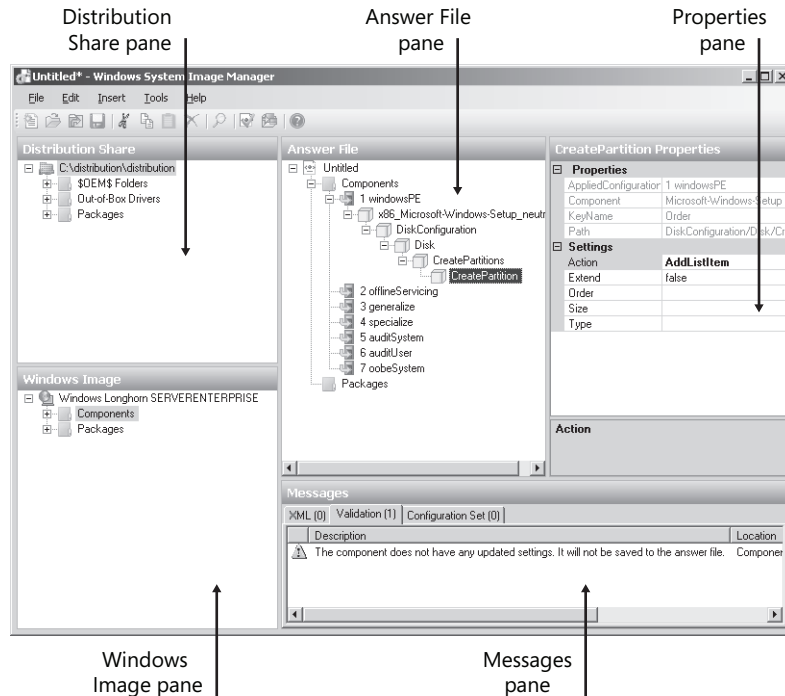 Distribution
Share pane
Answer File
pane
Properties
pane
Untitled* - Windows System Image Manager
File Edit Insert Tools Help
Distribution Share
C:\distribution\distribution
$OEM$ Folders
Out-of-Box Drivers
Packages
Answer File
Untitled
Components
1 windowsPE
x86_Microsoft-Windows-Setup_neutr
DiskConfiguration
Disk
CreatePartitions
CreatePartition
2 offlineServicing
3 generalize
4 specialize
5 auditSystem
6 auditUser
7 oobeSystem
Packages
CreatePartition Properties
Properties
AppliedConfiguration 1 windowsPE
Component Microsoft-Windows-Setup
KeyName Order
Path DiskConfiguration/Disk/Cr
Settings
Action AddListItem
Extend false
Order
Size
Type
Action
Windows Image
Windows Longhorn SERVERENTERPRISE
Components
Packages
Messages
XML (0) Validation (1) Configuration Set (0)
Description Location
The component does not have any updated settings. It will not be saved to the answer file. Componer
Windows
Image pane
Messages
pane